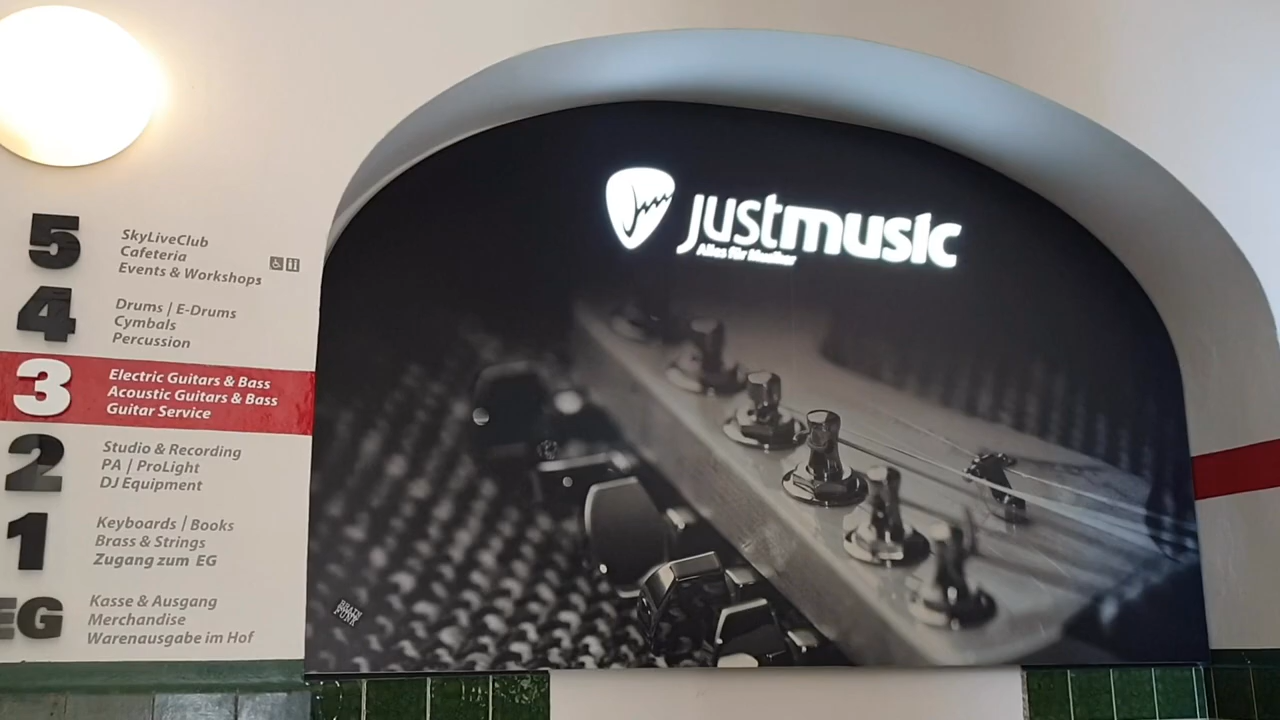 5
SkyLiveClub
Cafeteria
Events & Workshops
4
Drums | E-Drums
Cymbals
Percussion
3
Electric Guitars & Bass
Acoustic Guitars & Bass
Guitar Service
2
Studio & Recording
PA | ProLight
DJ Equipment
1
Keyboards | Books
Brass & Strings
Zugang zum EG
EG
Kasse & Ausgang
Merchandise
Warenausgabe im Hof
justmusic
Alles für Musiker
BRAIN
FUNK